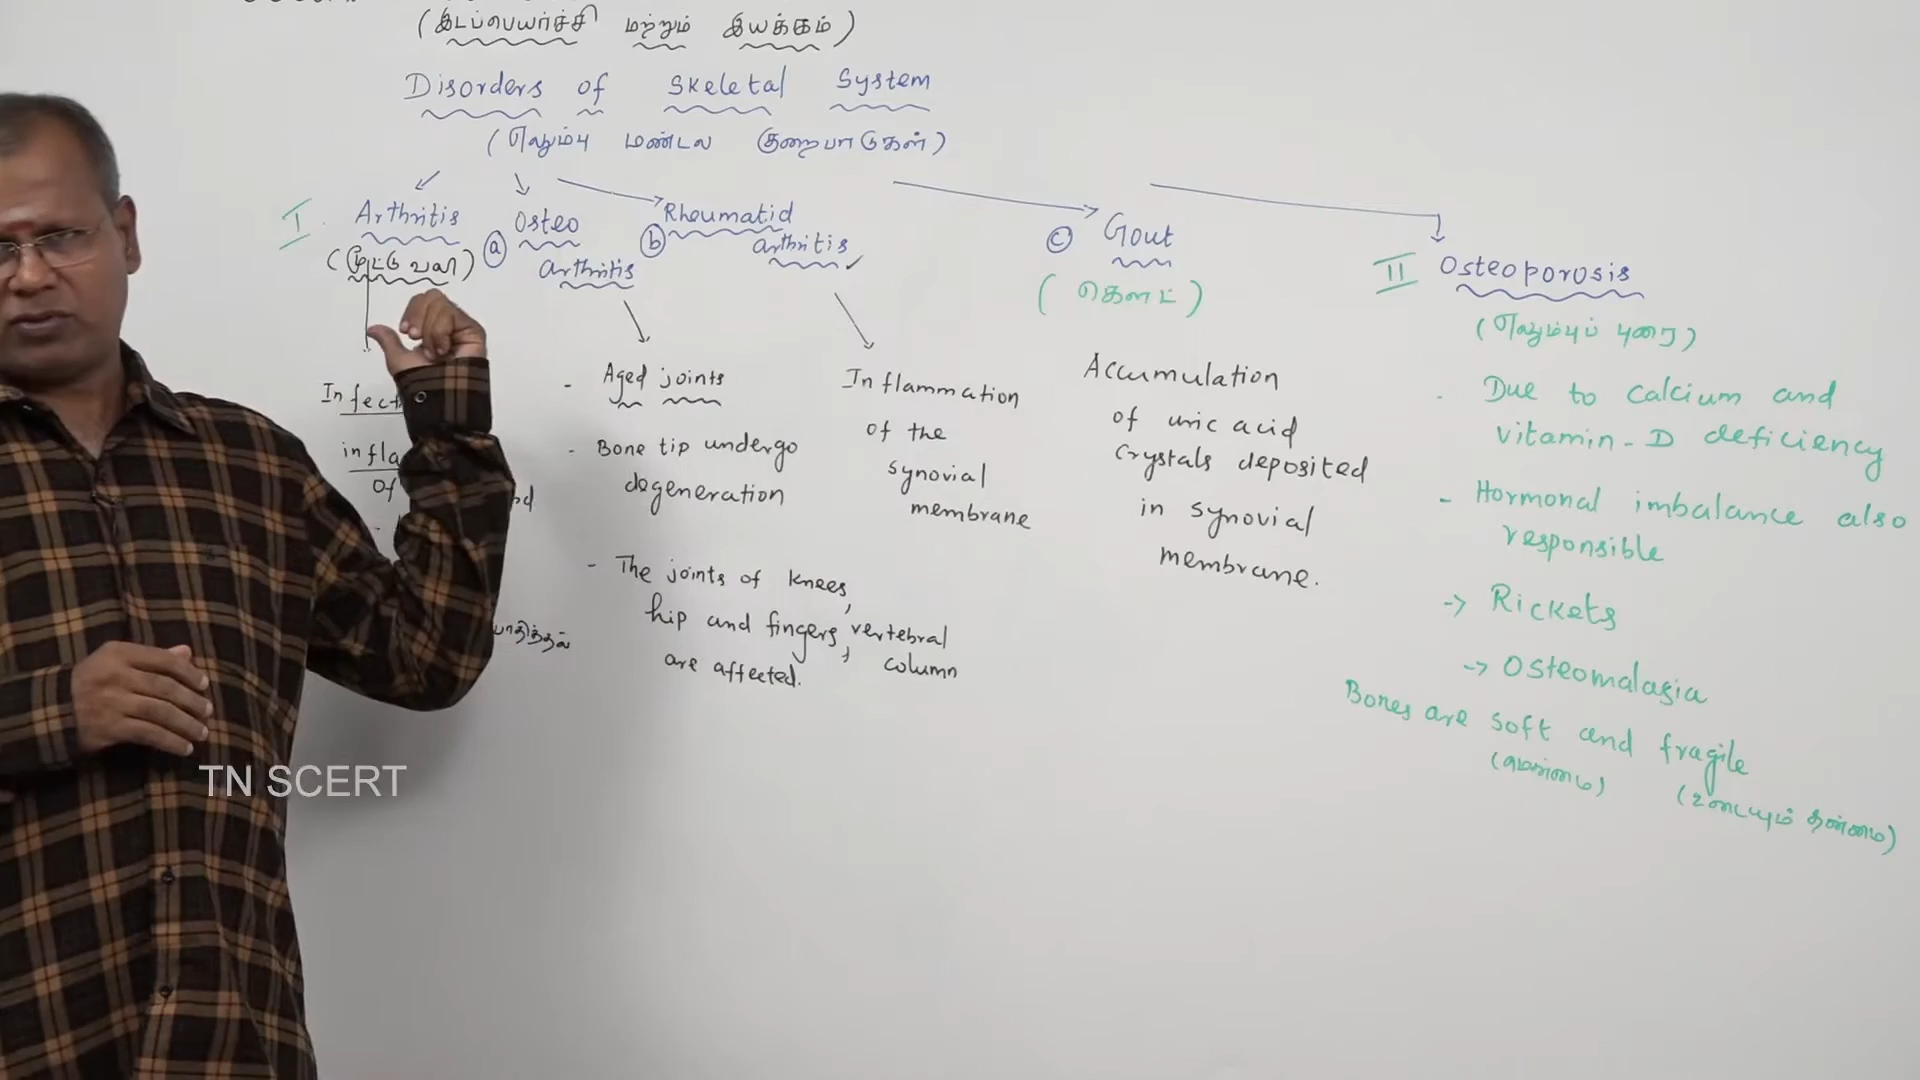 (இடப்பெயர்ச்சி மற்றும் இயக்கம்)
Disorders of Skeletal System
(எலும்பு மண்டல குறைபாடுகள்)
I. Arthritis
(மூட்டு வலி)
Infect
infla
of
ⓐ Osteo
arthritis
- Aged joints
- Bone tip undergo
degeneration
- The joints of knees,
hip and fingers, vertebral
column
are affected.
ⓑ Rheumatid
arthritis ✓
Inflammation
of the
synovial
membrane
ⓒ Gout
(கௌட்)
Accumulation
of uric acid
crystals deposited
in synovial
membrane.
II Osteoporosis
(எலும்புப் புரை)
- Due to calcium and
vitamin-D deficiency
- Hormonal imbalance also
responsible
-> Rickets
-> Osteomalasia
Bones are soft and fragile
(மென்மை) (உடையும் தன்மை)
TN SCERT